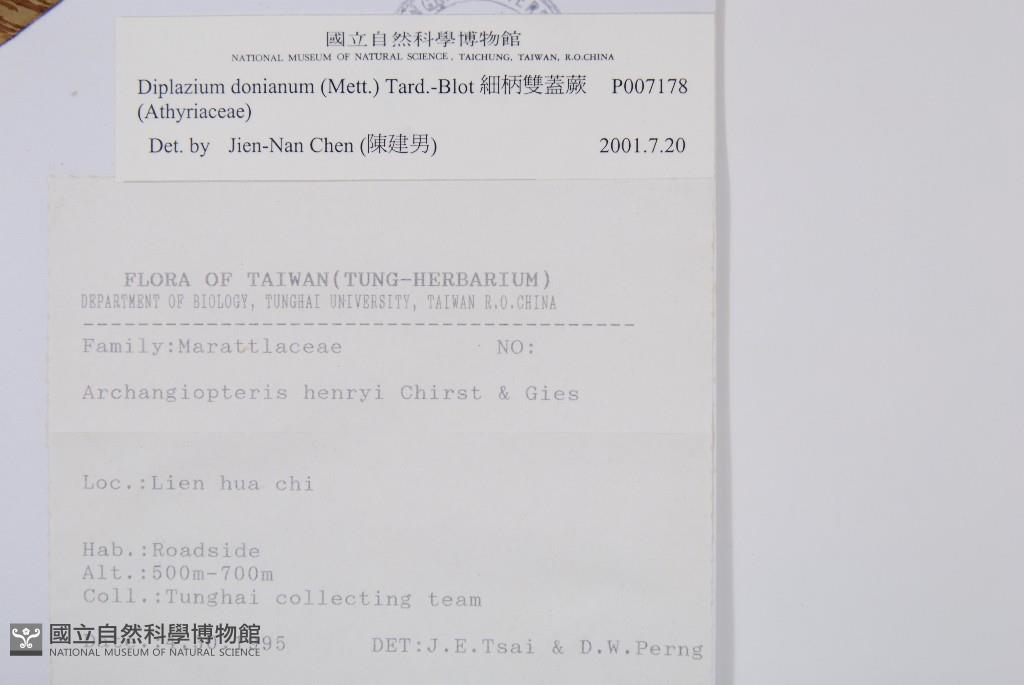 國立自然科學博物館
NATIONAL MUSEUM OF NATURAL SCIENCE, TAICHUNG, TAIWAN, R.O.CHINA
Diplazium donianum (Mett.) Tard.-Blot 細柄雙蓋蕨 P007178
(Athyriaceae)
Det. by Jien-Nan Chen (陳建男) 2001.7.20
FLORA OF TAIWAN(TUNG-HERBARIUM)
DEPARTMENT OF BIOLOGY, TUNGHAI UNIVERSITY, TAIWAN R.O.CHINA
Family:Marattlaceae NO:
Archangiopteris henryi Chirst & Gies
Loc.:Lien hua chi
Hab.:Roadside
Alt.:500m-700m
Coll.:Tunghai collecting team
DET:J.E.Tsai & D.W.Perng
國立自然科學博物館
NATIONAL MUSEUM OF NATURAL SCIENCE